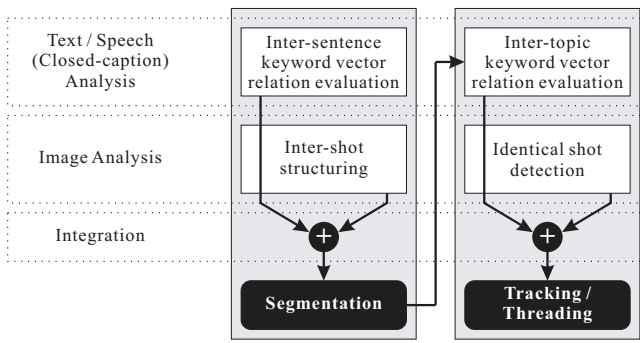 Text / Speech
(Closed-caption)
Analysis
Inter-sentence
keyword vector
relation evaluation
Inter-topic
keyword vector
relation evaluation
Image Analysis
Inter-shot
structuring
Identical shot
detection
Integration
+
+
Segmentation
Tracking /
Threading